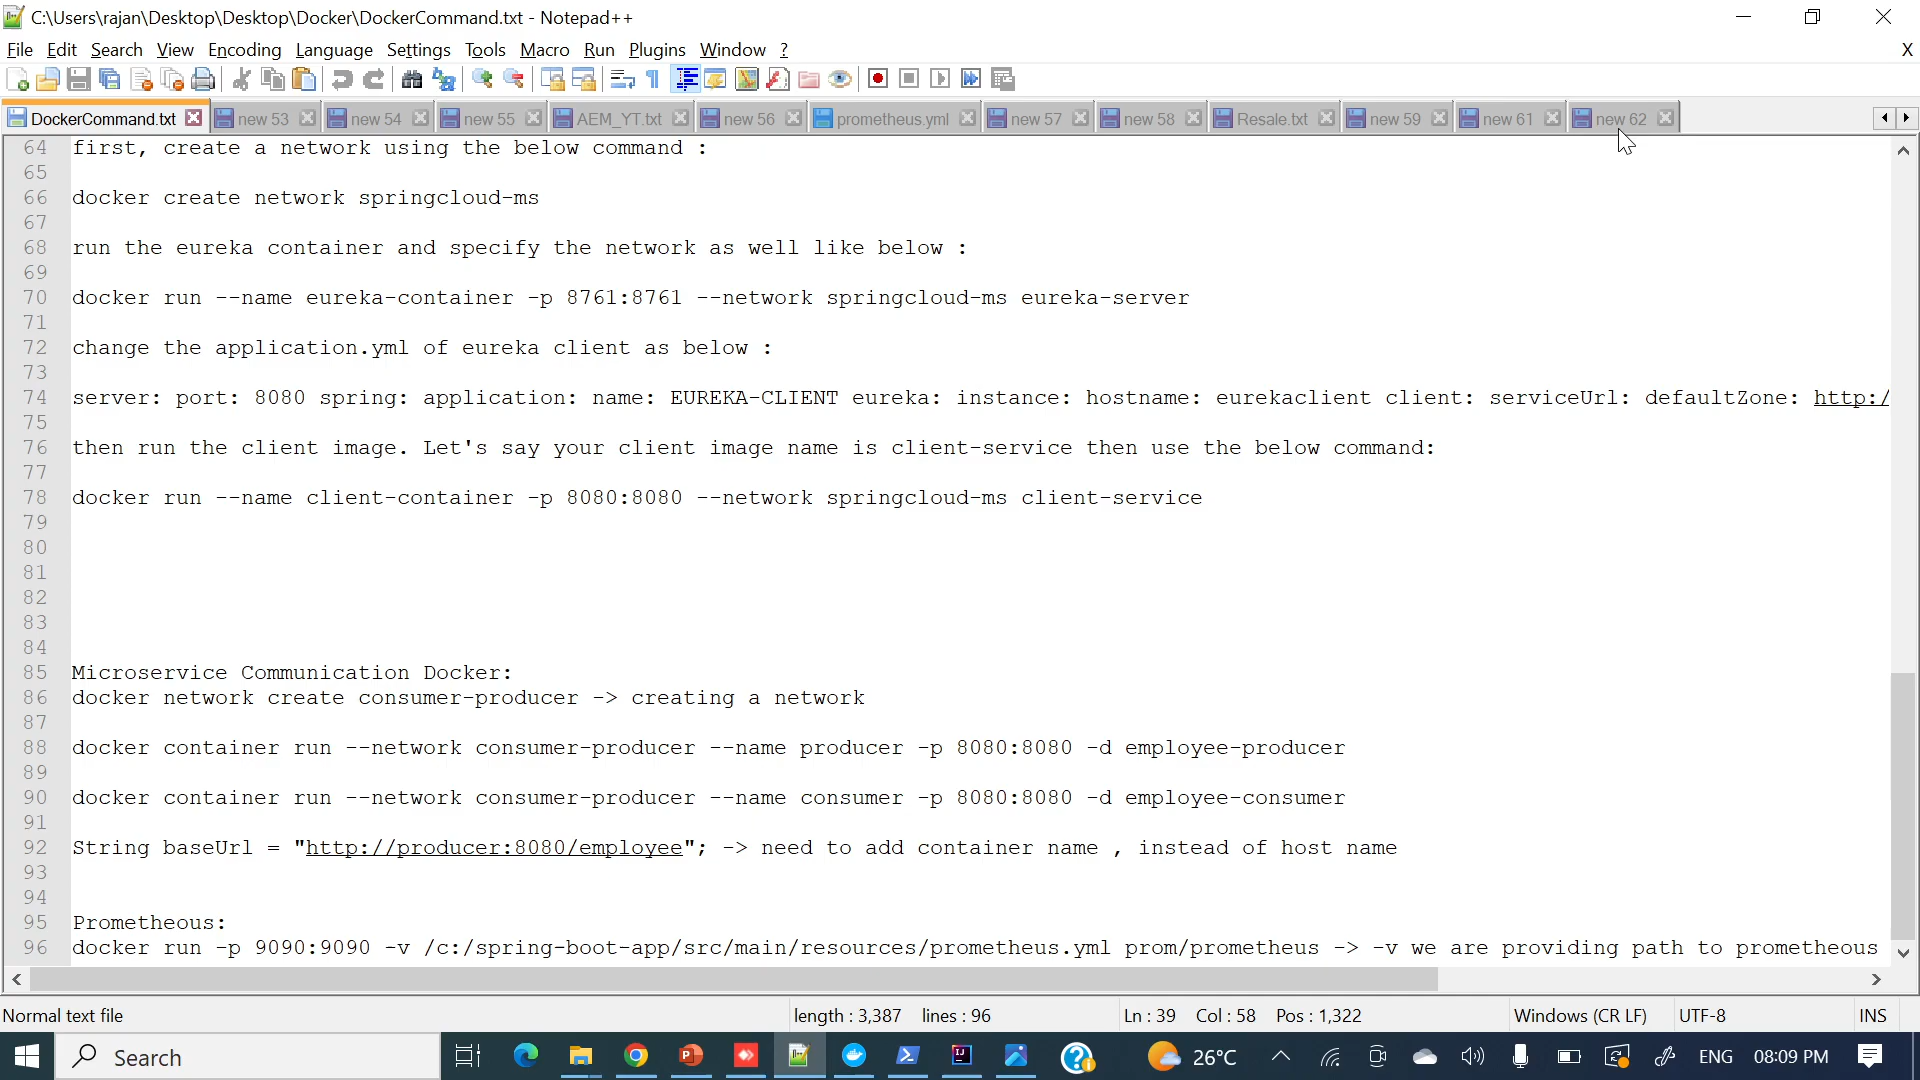 C:\Users\rajan\Desktop\Desktop\Docker\DockerCommand.txt - Notepad++
File Edit Search View Encoding Language Settings Tools Macro Run Plugins Window ? X
DockerCommand.txt new 53 new 54 new 55 AEM_YT.txt new 56 prometheus.yml new 57 new 58 Resale.txt new 59 new 61 new 62
64 first, create a network using the below command :
65
66 docker create network springcloud-ms
67
68 run the eureka container and specify the network as well like below :
69
70 docker run --name eureka-container -p 8761:8761 --network springcloud-ms eureka-server
71
72 change the application.yml of eureka client as below :
73
74 server: port: 8080 spring: application: name: EUREKA-CLIENT eureka: instance: hostname: eurekaclient client: serviceUrl: defaultZone: http:/
75
76 then run the client image. Let's say your client image name is client-service then use the below command:
77
78 docker run --name client-container -p 8080:8080 --network springcloud-ms client-service
79
80
81
82
83
84
85 Microservice Communication Docker:
86 docker network create consumer-producer -> creating a network
87
88 docker container run --network consumer-producer --name producer -p 8080:8080 -d employee-producer
89
90 docker container run --network consumer-producer --name consumer -p 8080:8080 -d employee-consumer
91
92 String baseUrl = "http://producer:8080/employee"; -> need to add container name , instead of host name
93
94
95 Prometheous:
96 docker run -p 9090:9090 -v /c:/spring-boot-app/src/main/resources/prometheus.yml prom/prometheus -> -v we are providing path to prometheous
Normal text file length : 3,387 lines : 96 Ln : 39 Col : 58 Pos : 1,322 Windows (CR LF) UTF-8 INS
Search 26°C ENG 08:09 PM